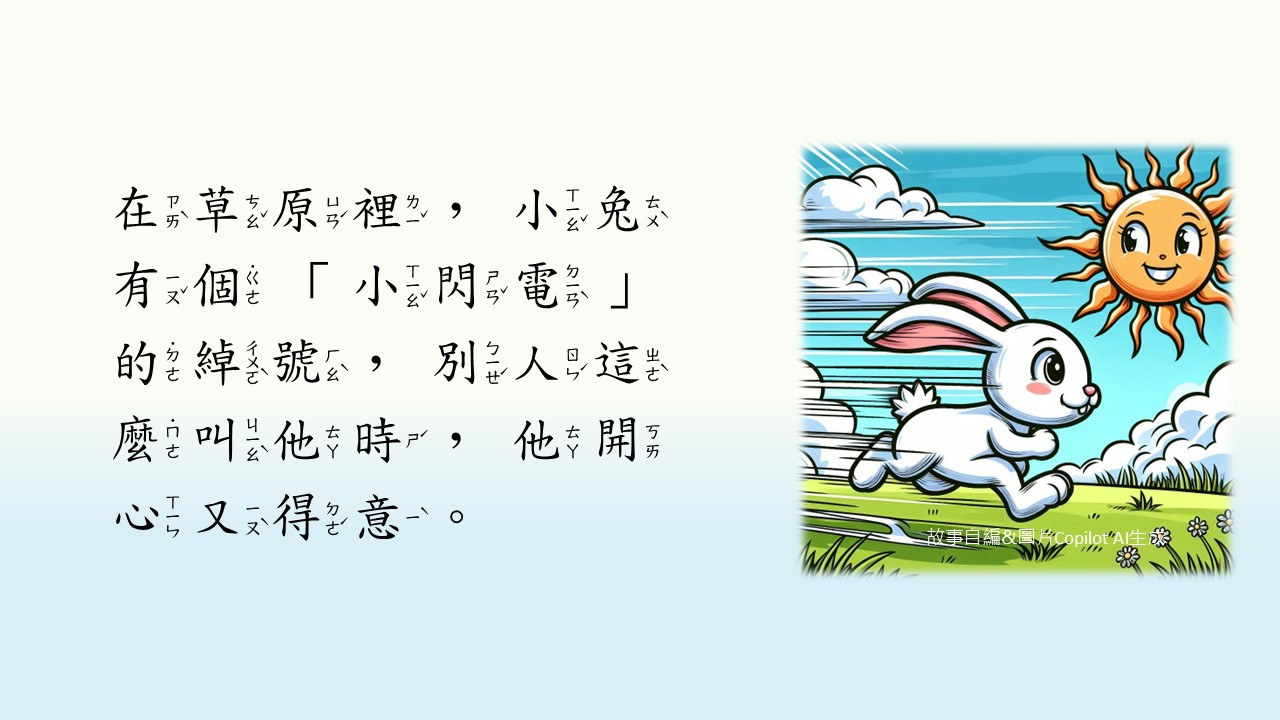 在草原裡，小兔
有個「小閃電」
的綽號，別人這
麼叫他時，他開
心又得意。
故事自編&圖片Copilot AI生成